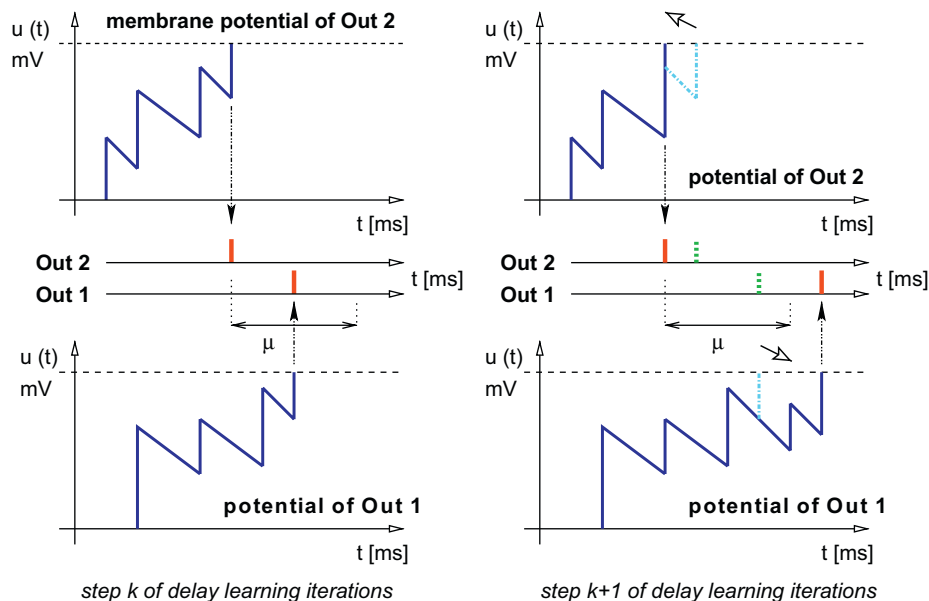 u (t)
mV
membrane potential of Out 2
t [ms]
Out 2
Out 1
t [ms]
μ
u (t)
mV
potential of Out 1
t [ms]
step k of delay learning iterations
u (t)
mV
potential of Out 2
t [ms]
Out 2
Out 1
t [ms]
μ
u (t)
mV
potential of Out 1
t [ms]
step k+1 of delay learning iterations